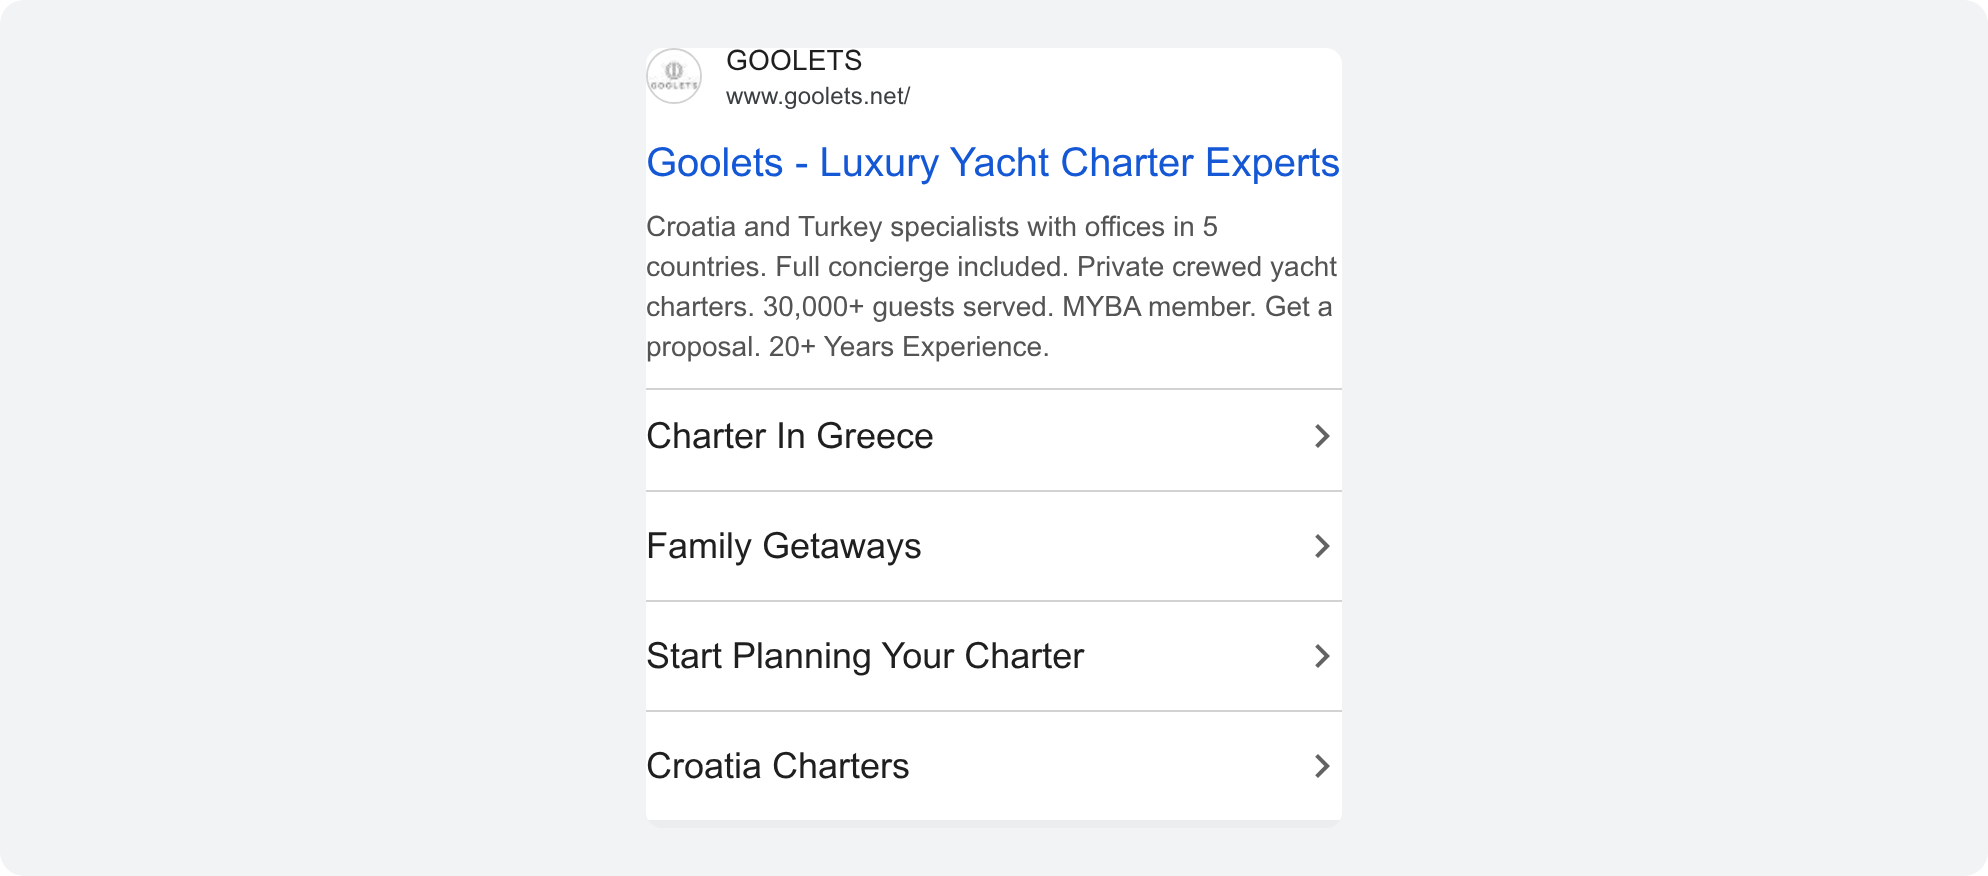 GOOLETS
GOOLETS
www.goolets.net/
Goolets - Luxury Yacht Charter Experts
Croatia and Turkey specialists with offices in 5
countries. Full concierge included. Private crewed yacht
charters. 30,000+ guests served. MYBA member. Get a
proposal. 20+ Years Experience.
Charter In Greece
Family Getaways
Start Planning Your Charter
Croatia Charters